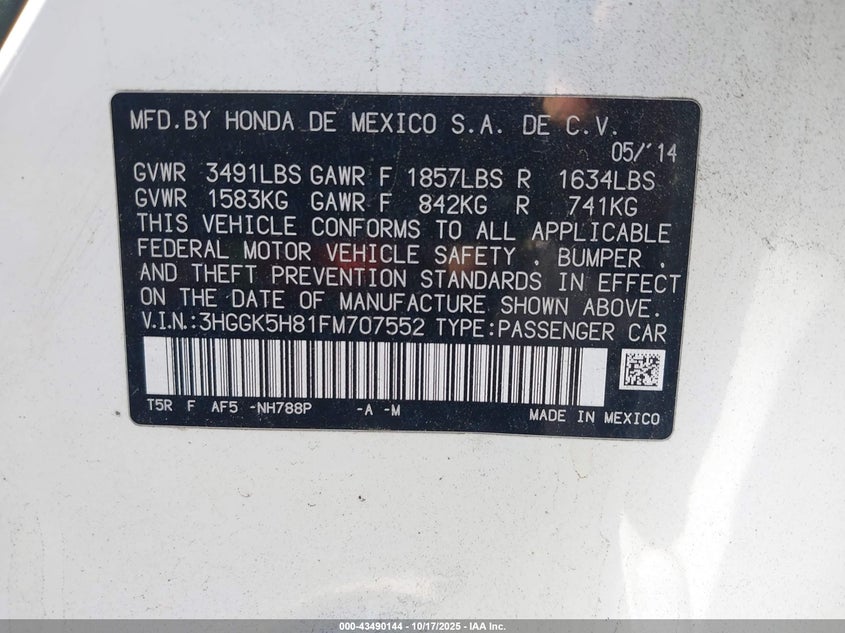 MFD.BY HONDA DE MEXICO S.A. DE C.V.
05/'14
GVWR 3491LBS GAWR F 1857LBS R 1634LBS
GVWR 1583KG GAWR F 842KG R 741KG
THIS VEHICLE CONFORMS TO ALL APPLICABLE
FEDERAL MOTOR VEHICLE SAFETY , BUMPER ,
AND THEFT PREVENTION STANDARDS IN EFFECT
ON THE DATE OF MANUFACTURE SHOWN ABOVE.
V.I.N.:3HGGK5H81FM707552 TYPE:PASSENGER CAR
T5R F AF5 -NH788P -A -M MADE IN MEXICO
000-43490144 - 10/17/2025 - IAA Inc.